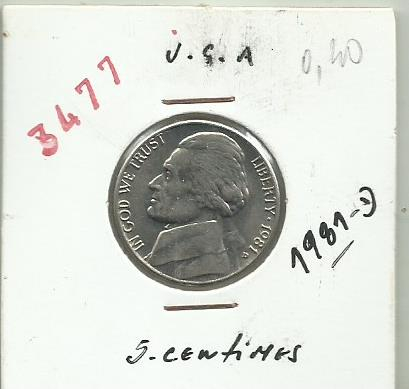 U.S.A
0,40
3477
IN GOD WE TRUST
LIBERTY 1981
1981-D
5-CENTIMES